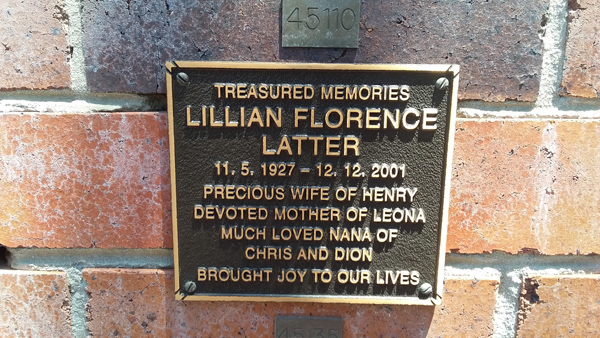 45110
TREASURED MEMORIES
LILLIAN FLORENCE
LATTER
11. 5. 1927 – 12. 12. 2001
PRECIOUS WIFE OF HENRY
DEVOTED MOTHER OF LEONA
MUCH LOVED NANA OF
CHRIS AND DION
BROUGHT JOY TO OUR LIVES